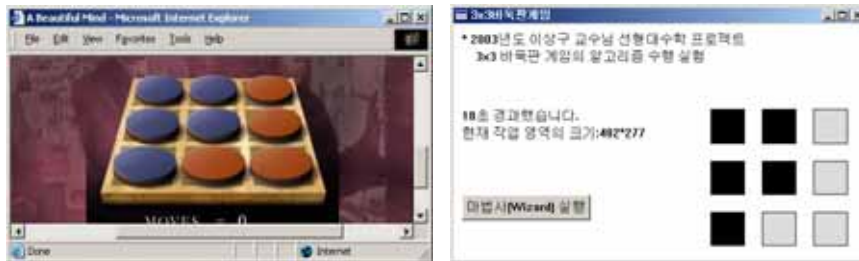 A Beautiful Mind - Microsoft Internet Explorer
File Edit View Favorites Tools Help
MOVES = 0
Done
Internet
3x3바둑판게임
* 2003년도 이상구 교수님 선형대수학 프로젝트
3x3 바둑판 게임의 알고리즘 수행 실험
18초 경과했습니다.
현재 작업 영역의 크기:402*277
마법사(Wizard) 실행